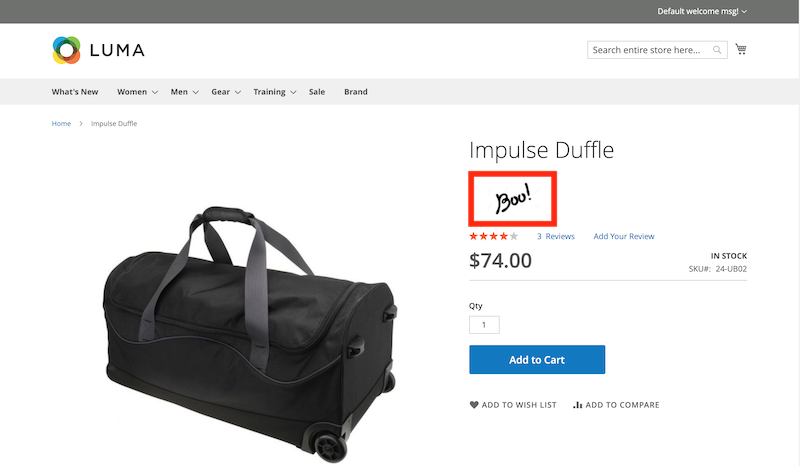 Default welcome msg!
LUMA
Search entire store here...
What's New Women Men Gear Training Sale Brand
Home > Impulse Duffle
Impulse Duffle
Boo!
3 Reviews Add Your Review
$74.00
IN STOCK
SKU#: 24-UB02
Qty
1
Add to Cart
ADD TO WISH LIST ADD TO COMPARE